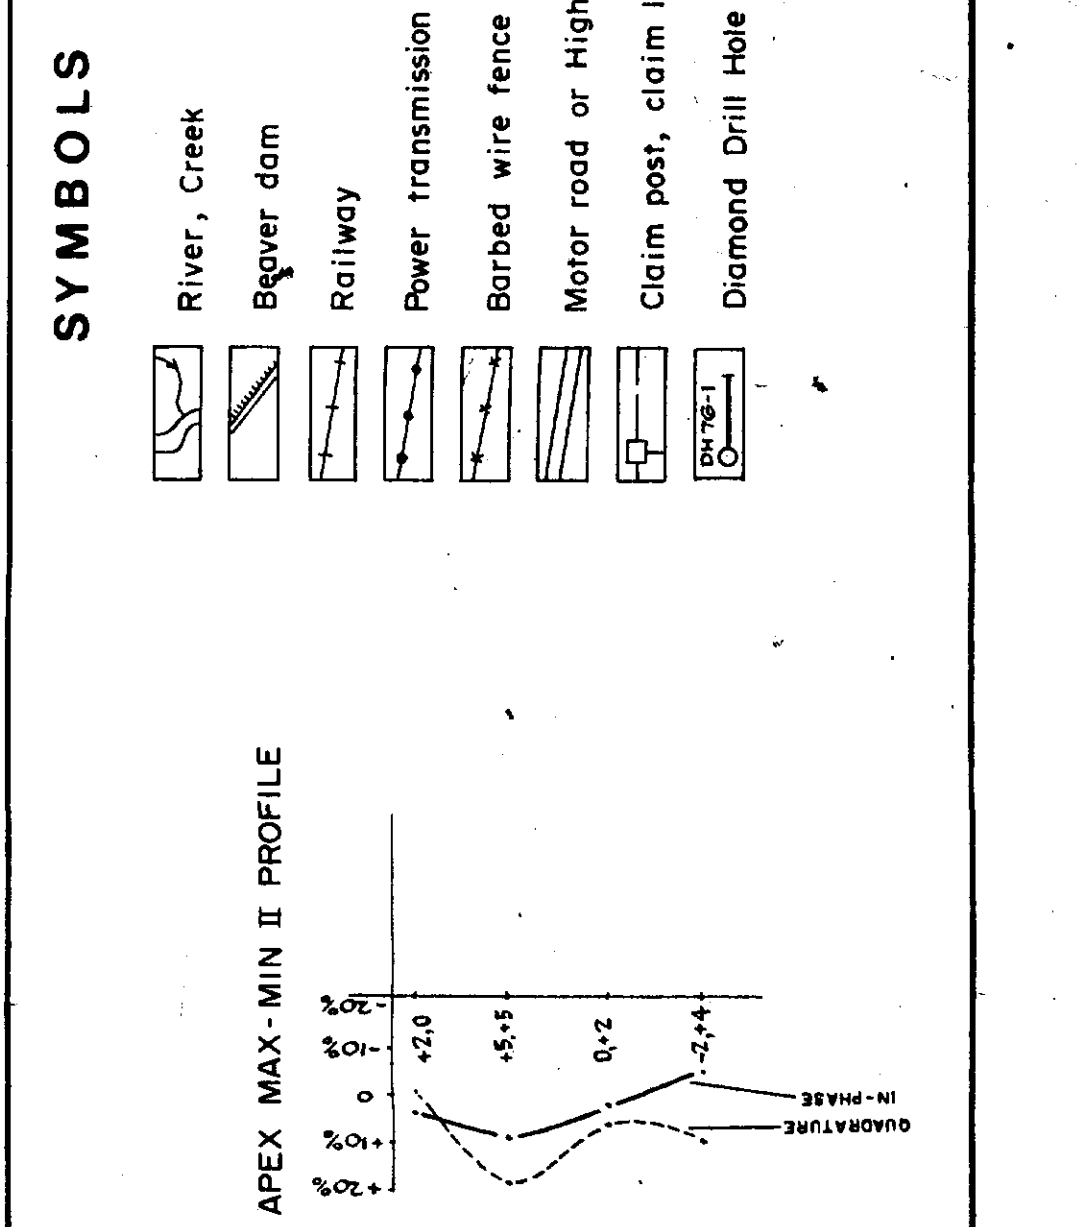 SYMBOLS
River, Creek
Beaver dam
Railway
Power transmission
Barbed wire fence
Motor road or High
Claim post, claim l
DH 76-1
Diamond Drill Hole
APEX MAX-MIN II PROFILE
-20%
-10%
0
+10%
+20%
+2,0
+5,+5
0,+2
-2,+4
IN-PHASE
QUADRATURE